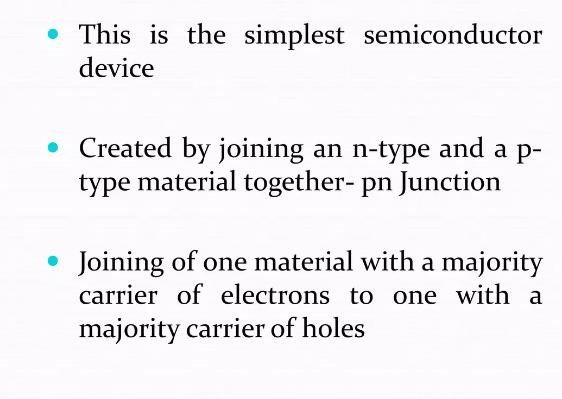 • This is the simplest semiconductor
device
• Created by joining an n-type and a p-
type material together- pn Junction
• Joining of one material with a majority
carrier of electrons to one with a
majority carrier of holes